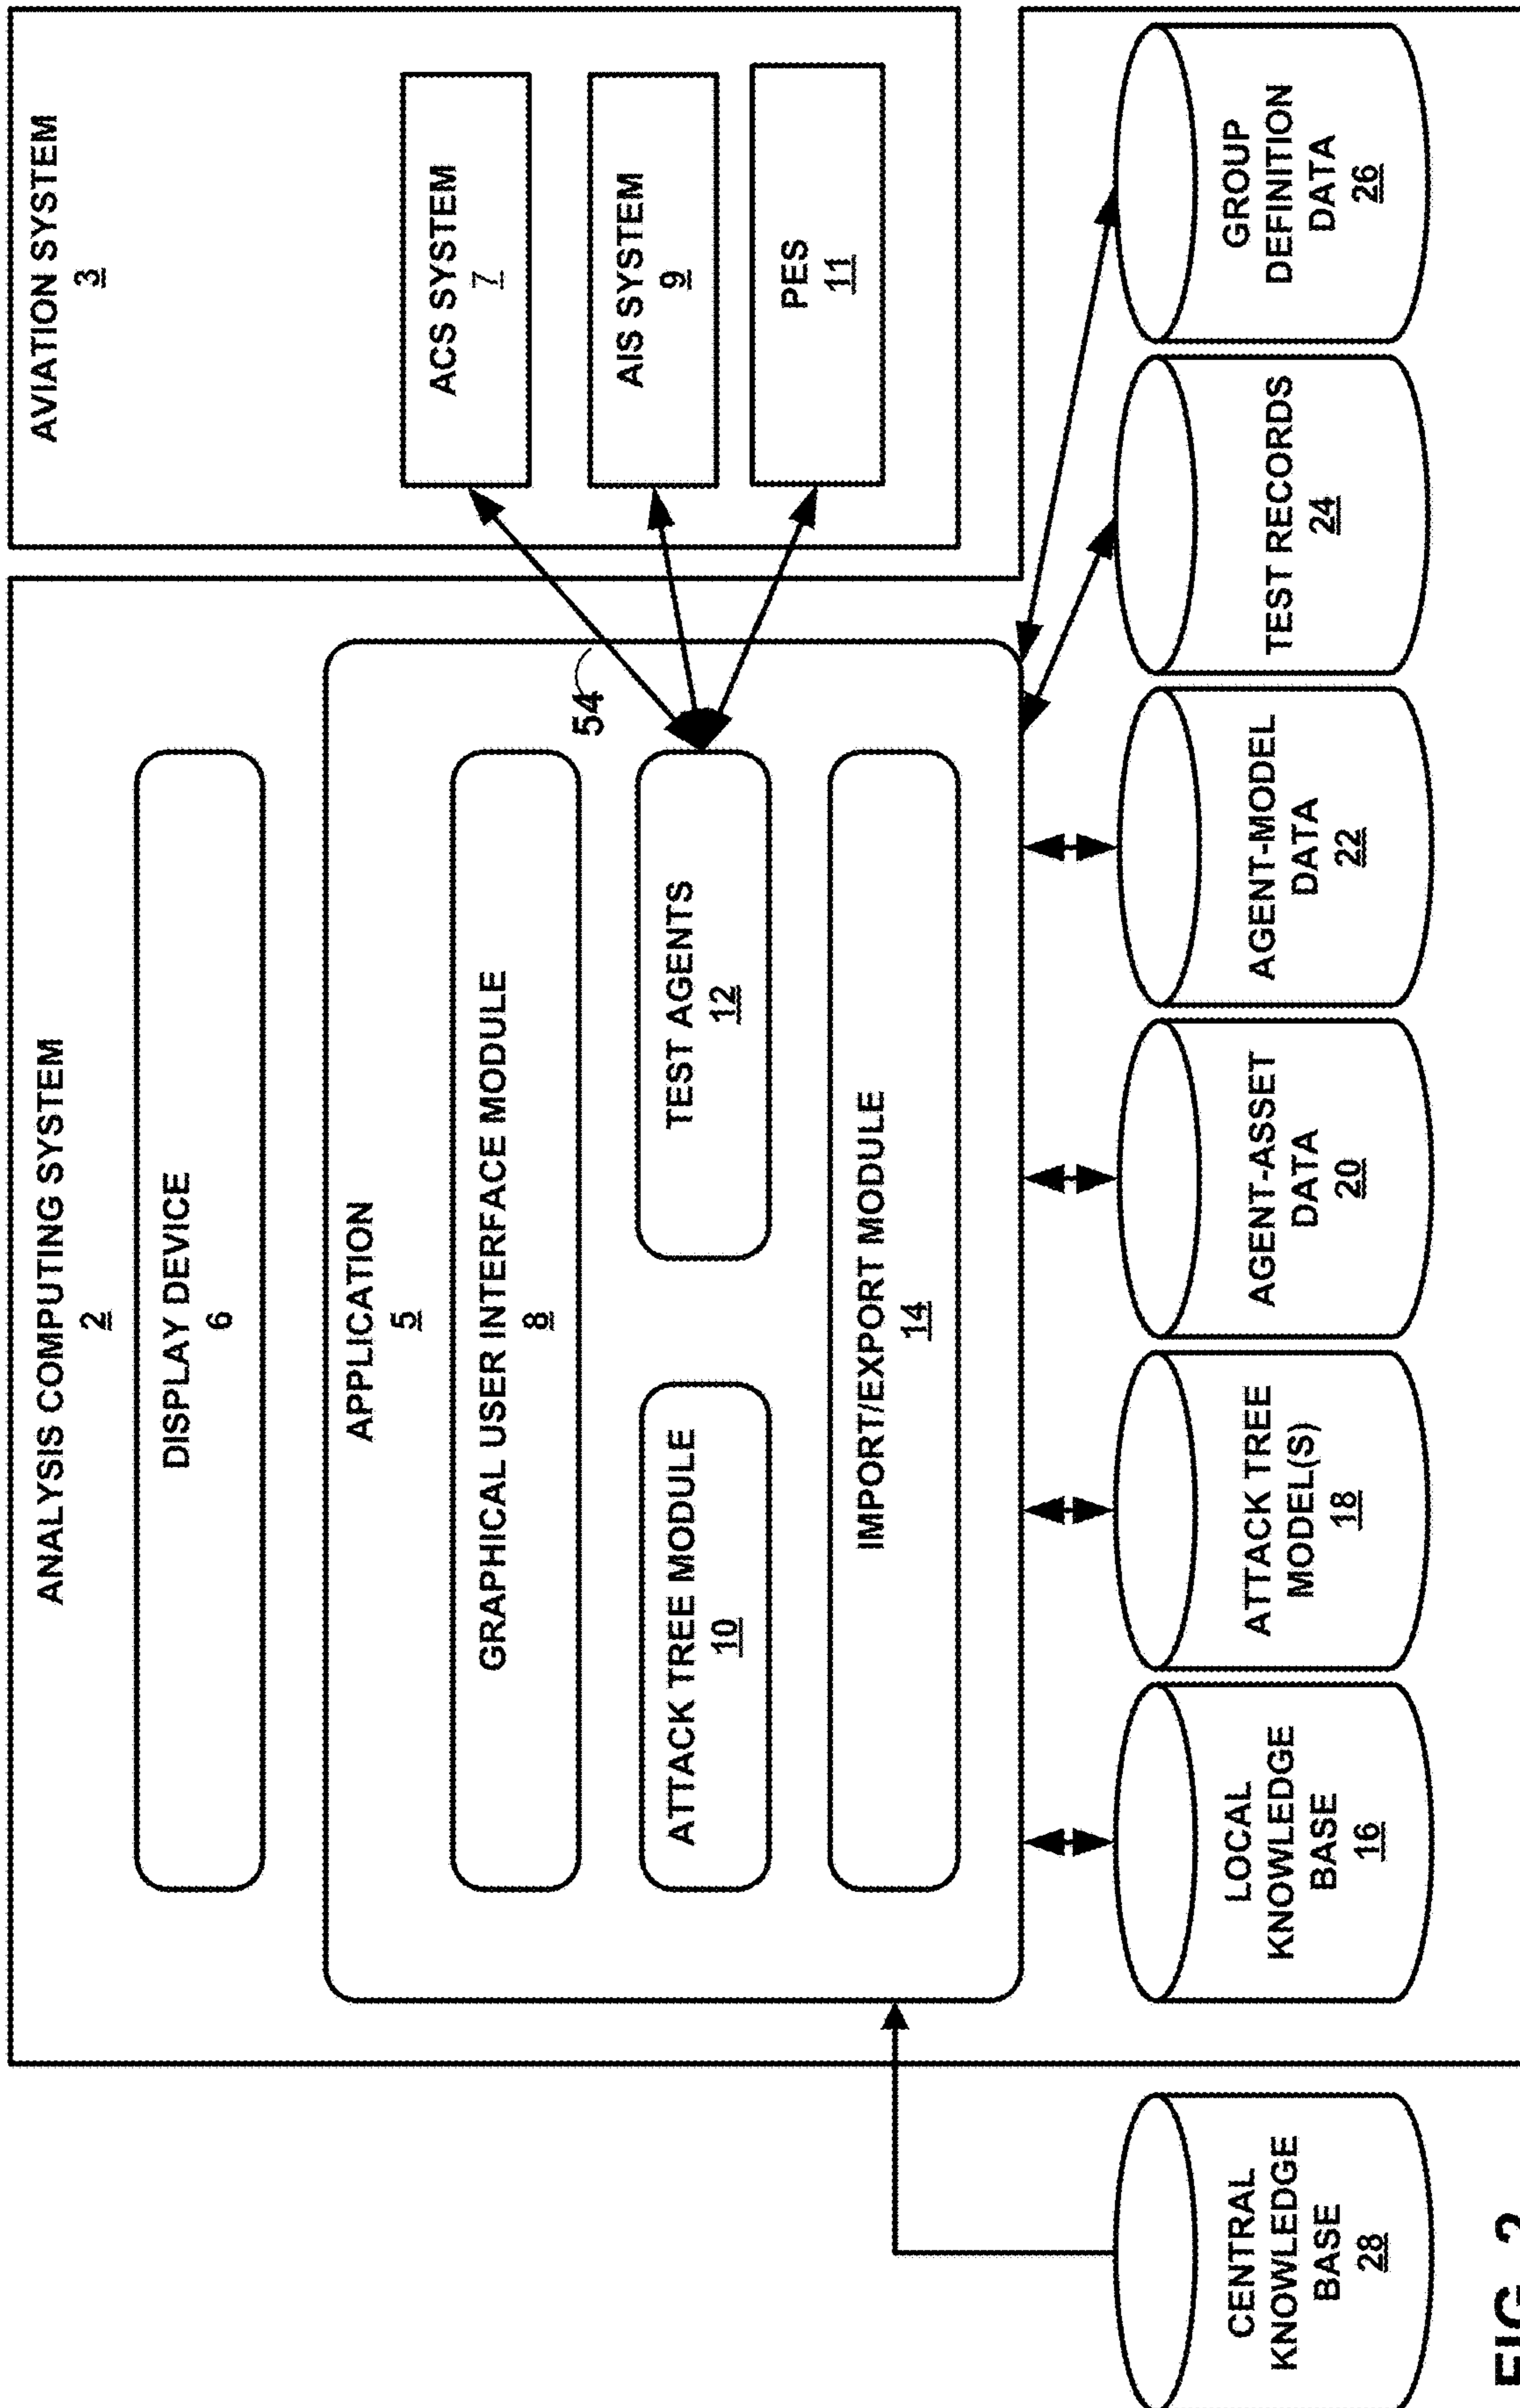 ANALYSIS COMPUTING SYSTEM
2
DISPLAY DEVICE
6
APPLICATION
5
GRAPHICAL USER INTERFACE MODULE
8
54
ATTACK TREE MODULE
10
TEST AGENTS
12
IMPORT/EXPORT MODULE
14
AVIATION SYSTEM
3
ACS SYSTEM
7
AIS SYSTEM
9
PES
11
CENTRAL
KNOWLEDGE
BASE
28
LOCAL
KNOWLEDGE
BASE
16
ATTACK TREE
MODEL(S)
18
AGENT-ASSET
DATA
20
AGENT-MODEL
DATA
22
TEST RECORDS
24
GROUP
DEFINITION
DATA
26
FIG. 2